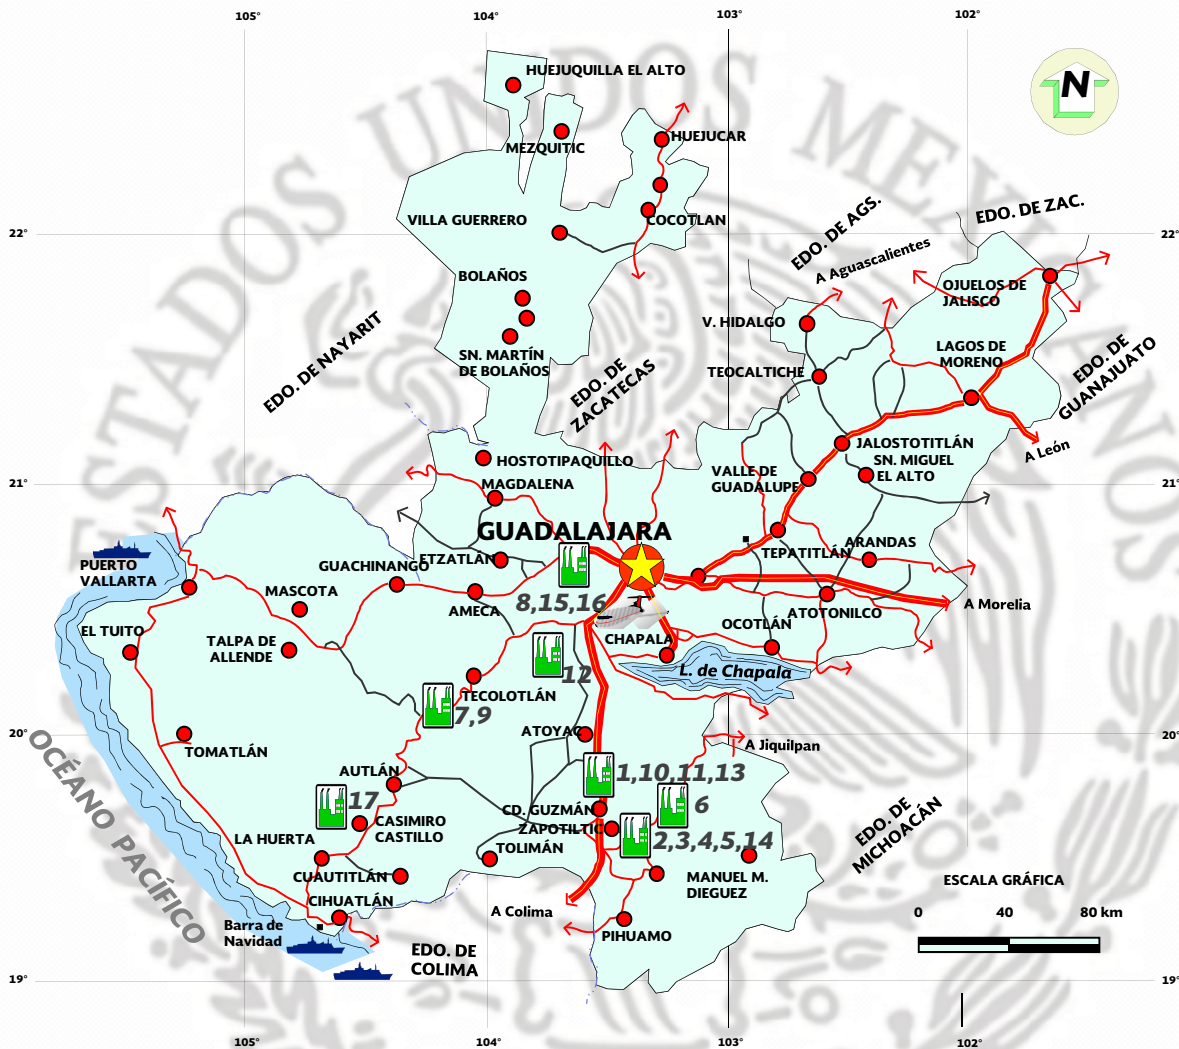 105°
104°
103°
102°
ESTADOS UNIDOS MEXICANOS
N
HUEJUQUILLA EL ALTO
MEZQUITIC
HUEJUCAR
VILLA GUERRERO
COCOTLAN
22°
22°
EDO. DE AGS.
EDO. DE ZAC.
A Aguascalientes
BOLAÑOS
OJUELOS DE
JALISCO
EDO. DE NAYARIT
V. HIDALGO
SN. MARTÍN
DE BOLAÑOS
EDO. DE
ZACATECAS
LAGOS DE
MORENO
EDO. DE
GUANAJUATO
TEOCALTICHE
JALOSTOTITLÁN
A León
HOSTOTIPAQUILLO
SN. MIGUEL
EL ALTO
VALLE DE
GUADALUPE
21°
21°
MAGDALENA
GUADALAJARA
ETZATLÁN
TEPATITLÁN
ARANDAS
PUERTO
VALLARTA
GUACHINANGO
MASCOTA
AMECA
8,15,16
ATOTONILCO
A Morelia
EL TUITO
TALPA DE
ALLENDE
CHAPALA
OCOTLÁN
12
L. de Chapala
TECOLOTLÁN
7,9
20°
20°
TOMATLÁN
ATOYAC
A Jiquilpan
OCÉANO PACÍFICO
AUTLÁN
1,10,11,13
17
CD. GUZMÁN
6
CASIMIRO
CASTILLO
ZAPOTILTIC
EDO. DE
MICHOACÁN
LA HUERTA
TOLIMÁN
2,3,4,5,14
CUAUTITLÁN
MANUEL M.
DIEGUEZ
ESCALA GRÁFICA
CIHUATLÁN
A Colima
0 40 80 km
Barra de
Navidad
PIHUAMO
EDO. DE
COLIMA
19°
19°
105°
104°
103°
102°